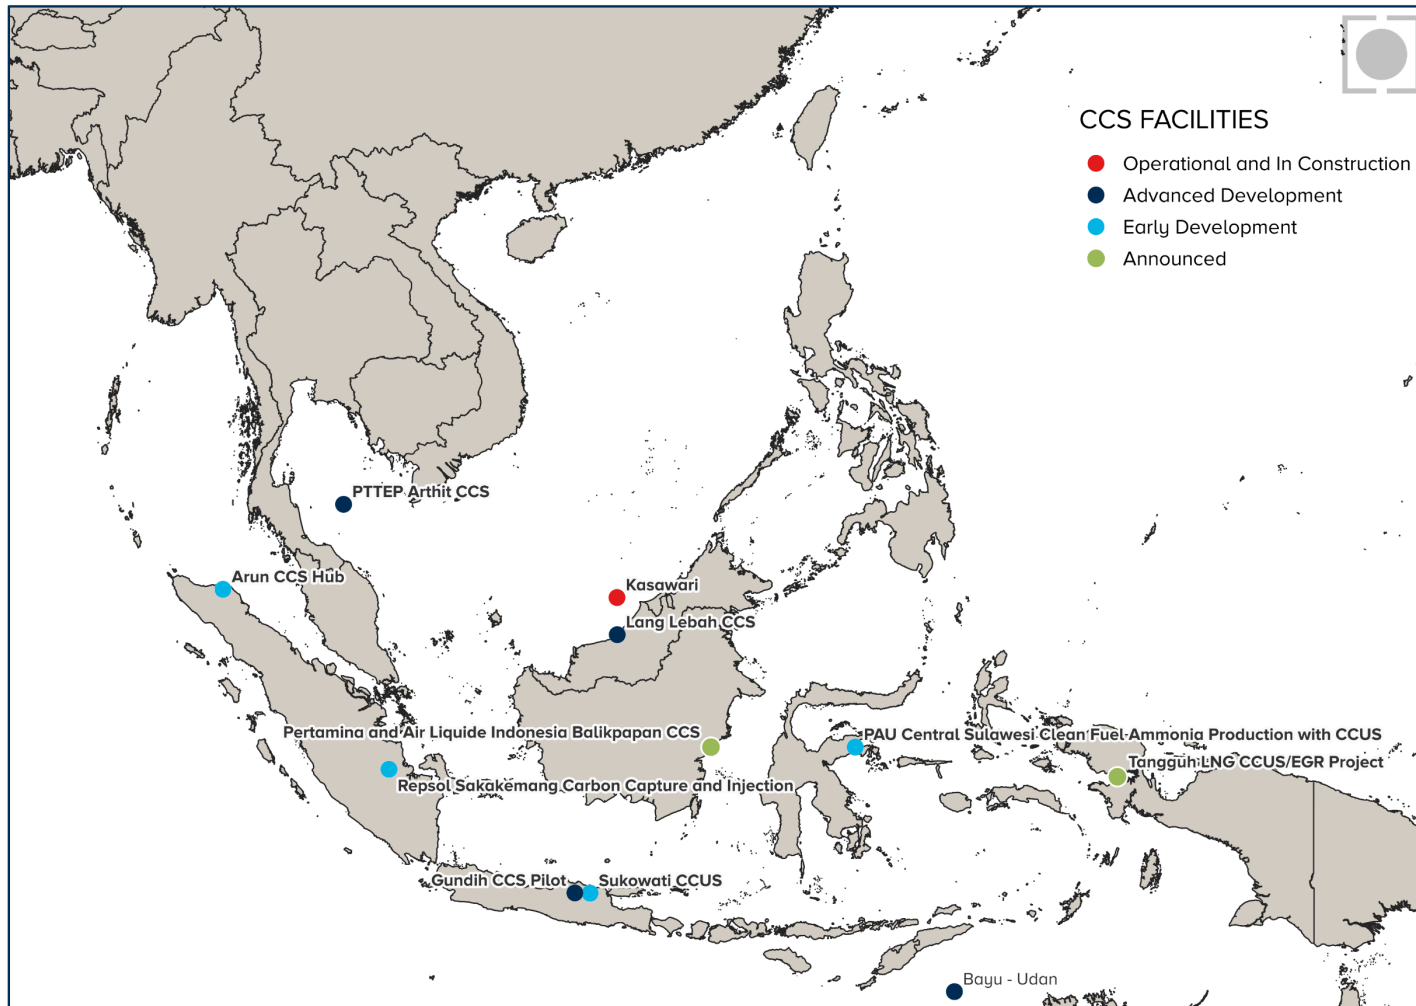 CCS FACILITIES
Operational and In Construction
Advanced Development
Early Development
Announced
PTTEP Arthit CCS
Arun CCS Hub
Kasawari
Lang Lebah CCS
Pertamina and Air Liquide Indonesia Balikpapan CCS
PAU Central Sulawesi Clean Fuel Ammonia Production with CCUS
Tangguh LNG CCUS/EGR Project
Repsol Sakakemang Carbon Capture and Injection
Gundih CCS Pilot
Sukowati CCUS
Bayu - Udan